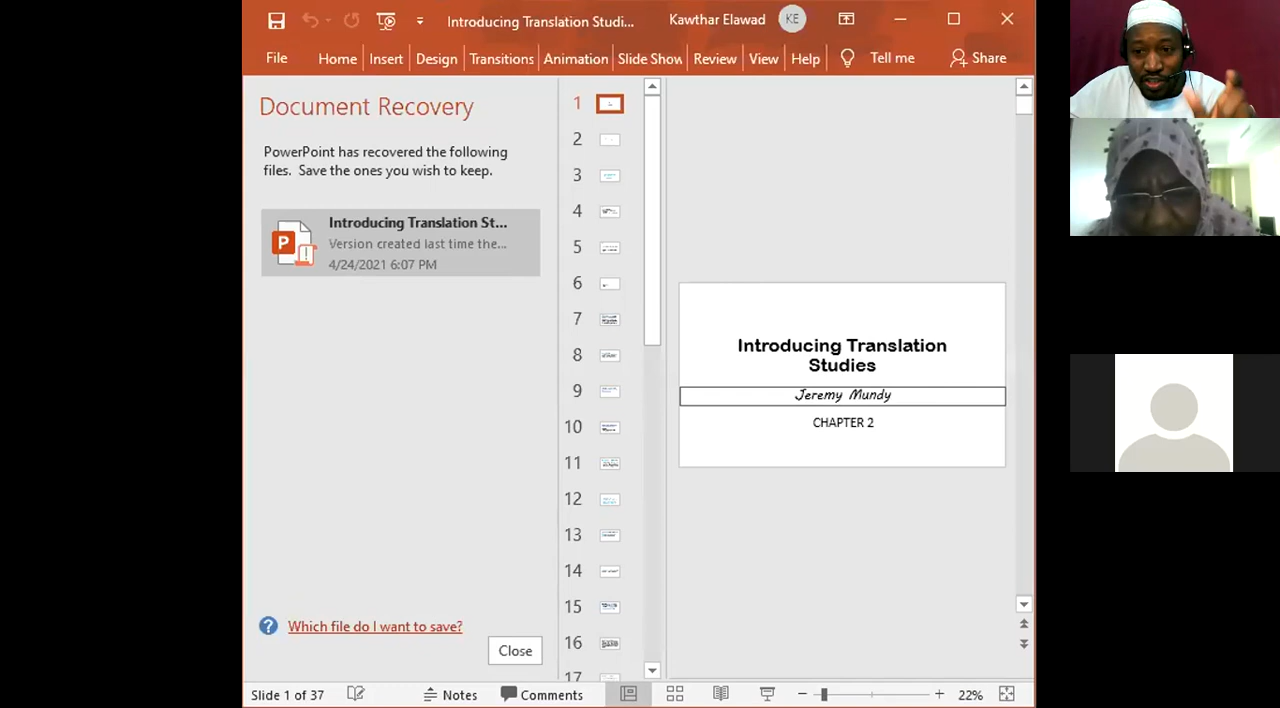 Introducing Translation Studi...
Kawthar Elawad
KE
File
Home
Insert
Design
Transitions
Animation
Slide Show
Review
View
Help
Tell me
Share
Document Recovery
PowerPoint has recovered the following
files. Save the ones you wish to keep.
P
Introducing Translation St...
Version created last time the...
4/24/2021 6:07 PM
Which file do I want to save?
Close
1
2
3
4
5
6
7
8
9
10
11
12
13
14
15
16
17
Introducing Translation
Studies
Jeremy Mundy
CHAPTER 2
Slide 1 of 37
Notes
Comments
22%